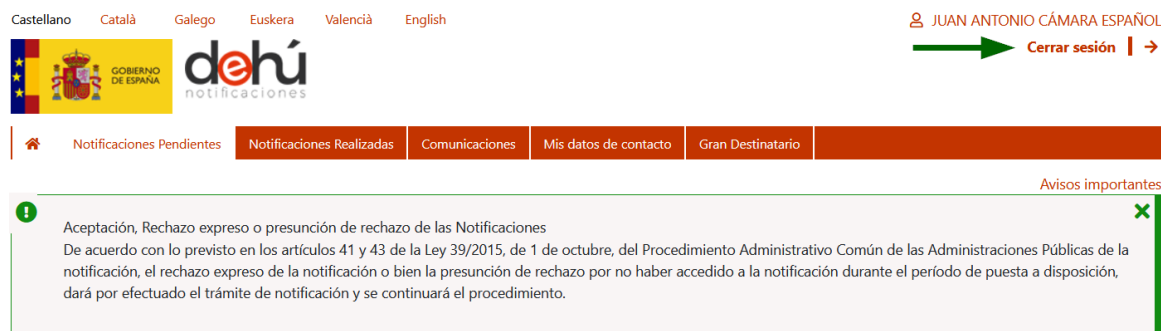 Castellano Català Galego Euskera Valencià English
JUAN ANTONIO CÁMARA ESPAÑOL
Cerrar sesión
GOBIERNO
DE ESPAÑA
dehú
notificaciones
Notificaciones Pendientes Notificaciones Realizadas Comunicaciones Mis datos de contacto Gran Destinatario
Avisos importantes
Aceptación, Rechazo expreso o presunción de rechazo de las Notificaciones
De acuerdo con lo previsto en los artículos 41 y 43 de la Ley 39/2015, de 1 de octubre, del Procedimiento Administrativo Común de las Administraciones Públicas de la
notificación, el rechazo expreso de la notificación o bien la presunción de rechazo por no haber accedido a la notificación durante el período de puesta a disposición,
dará por efectuado el trámite de notificación y se continuará el procedimiento.